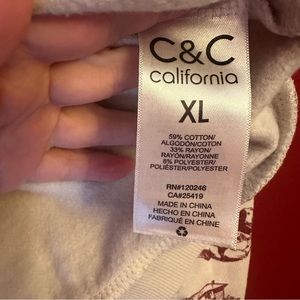 C&C
california
XL
59% COTTON/
ALGODÓN/COTON
33% RAYON/
RAYÓN/RAYONNE
8% POLYESTER/
POLIÉSTER/POLYESTER
RN#120246
CA#25419
MADE IN CHINA
HECHO EN CHINA
FABRIQUÉ EN CHINE